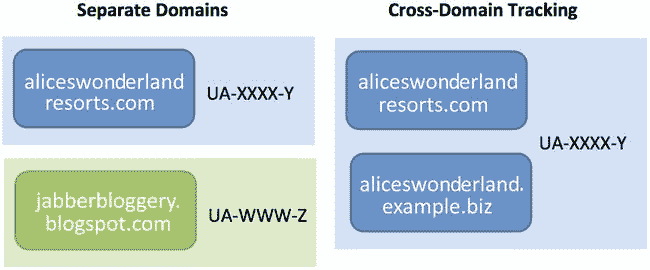 Separate Domains
aliceswonderland
resorts.com
UA-XXXX-Y
jabberbloggery.
blogspot.com
UA-WWW-Z
Cross-Domain Tracking
aliceswonderland
resorts.com
UA-XXXX-Y
aliceswonderland.
example.biz